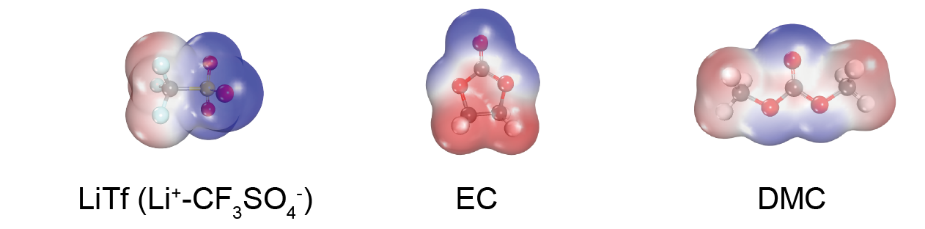 LiTf (Li⁺-CF₃SO₄⁻) EC DMC